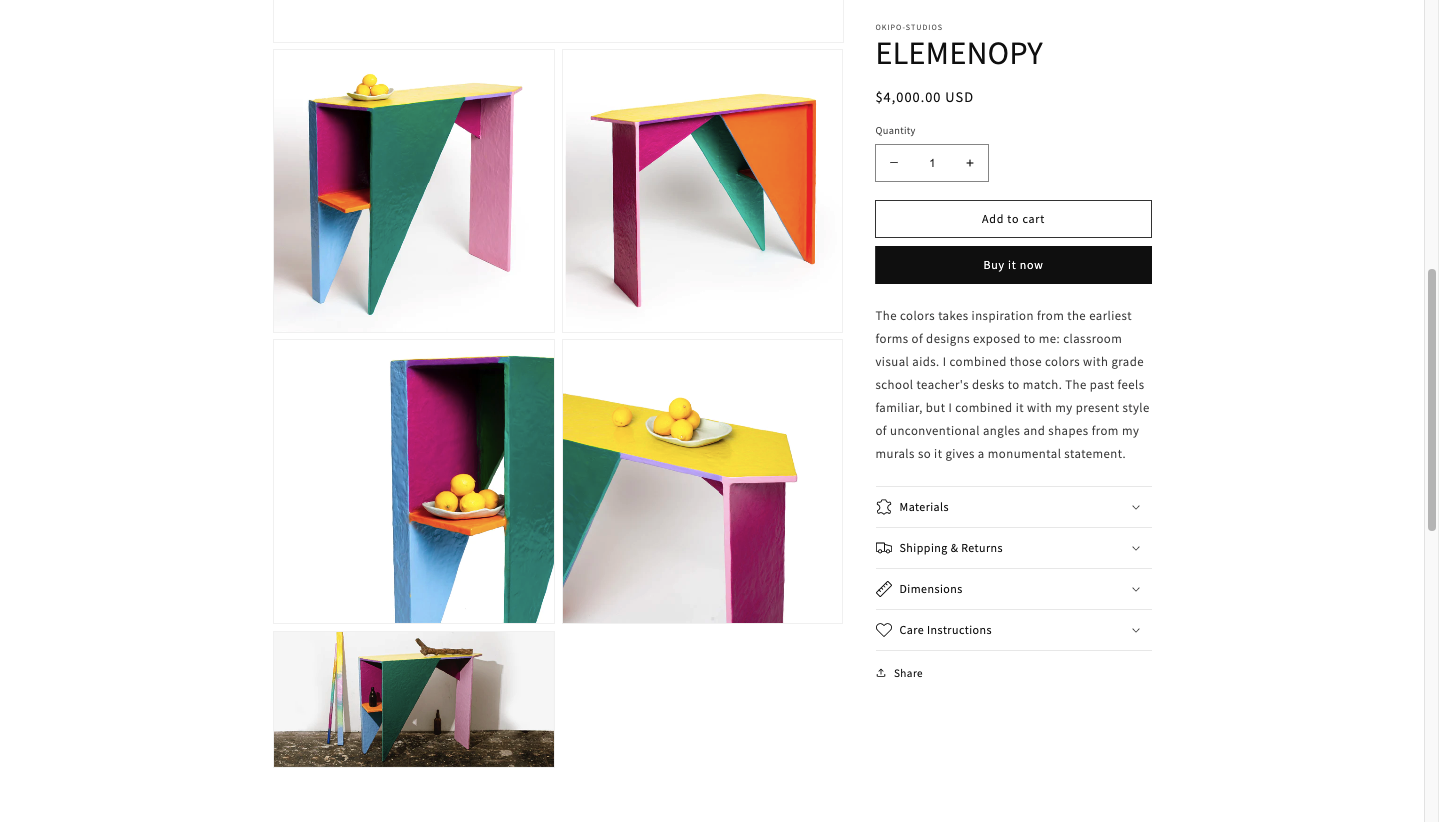 OKIPO-STUDIOS
ELEMENOPY
$4,000.00 USD
Quantity
1
Add to cart
Buy it now
The colors takes inspiration from the earliest
forms of designs exposed to me: classroom
visual aids. I combined those colors with grade
school teacher's desks to match. The past feels
familiar, but I combined it with my present style
of unconventional angles and shapes from my
murals so it gives a monumental statement.
Materials
Shipping & Returns
Dimensions
Care Instructions
Share